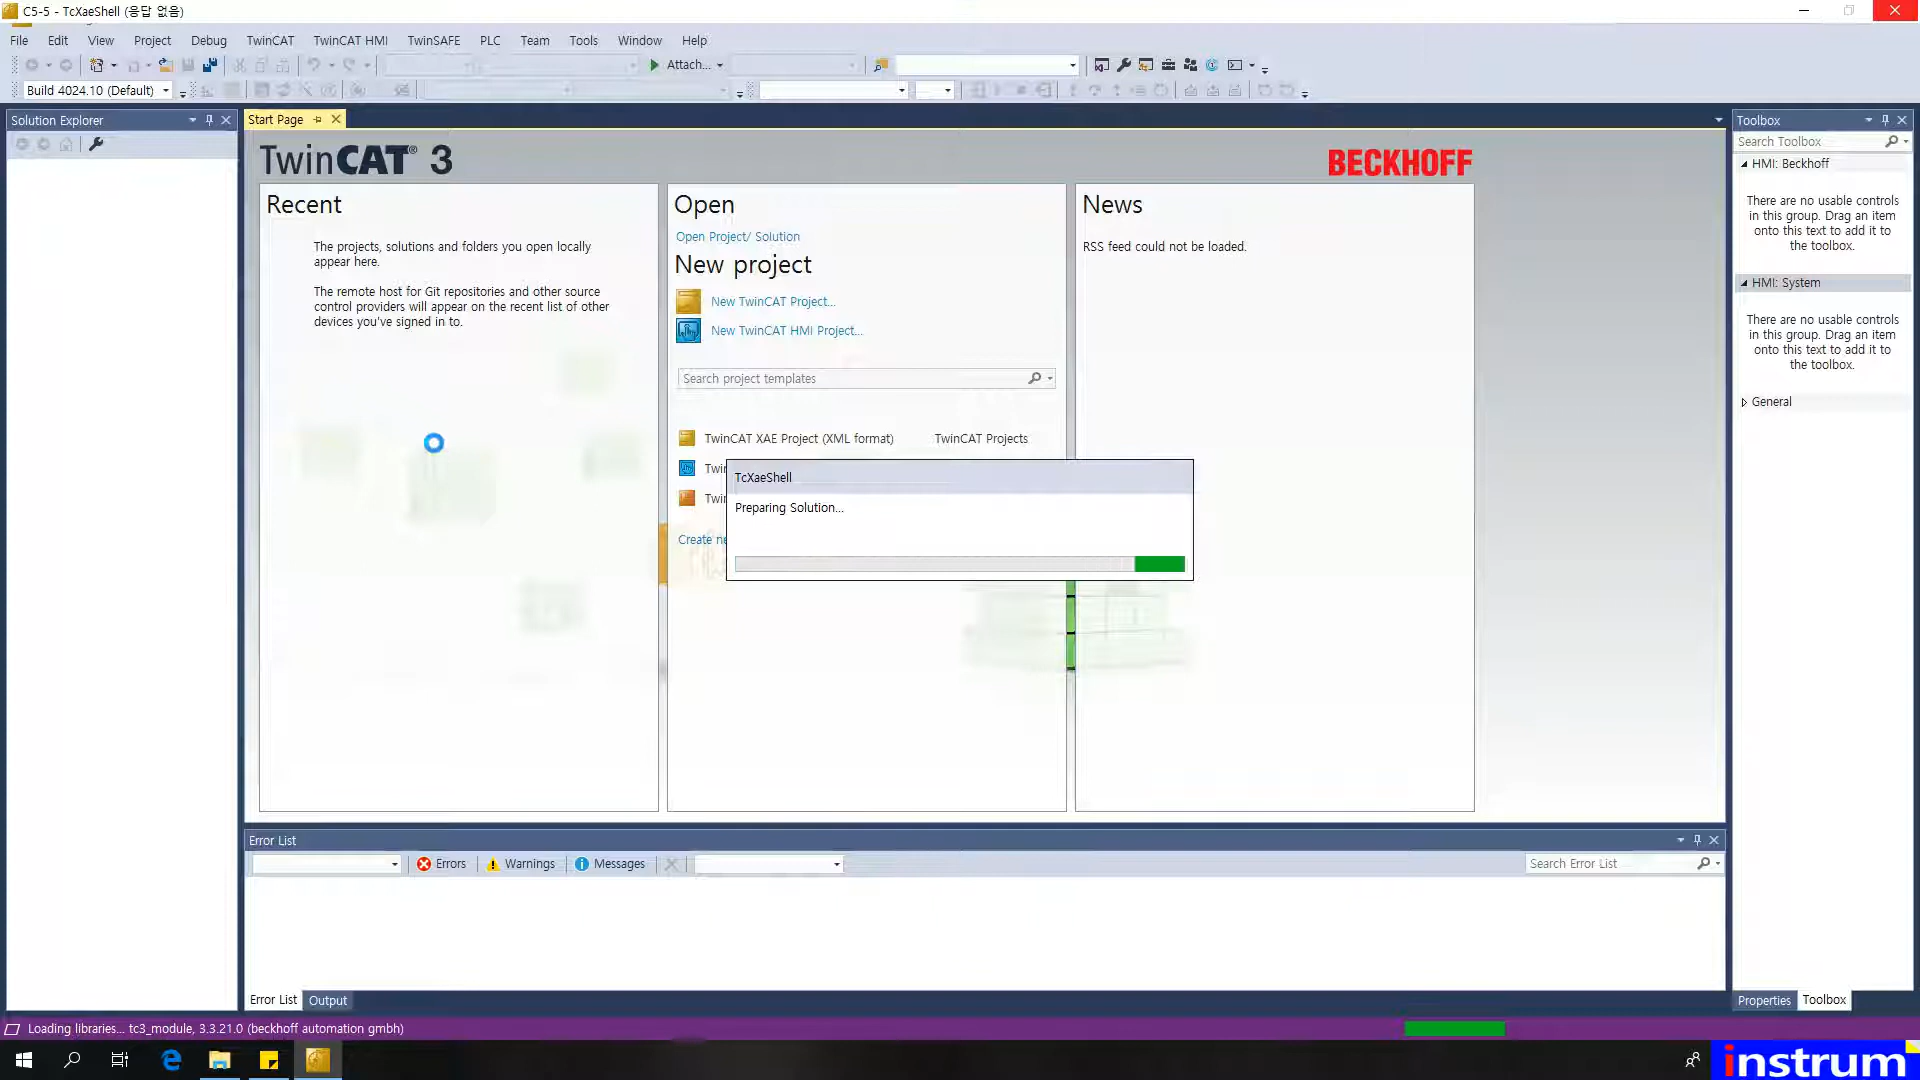 C5-5 - TcXaeShell (응답 없음)
File Edit View Project Debug TwinCAT TwinCAT HMI TwinSAFE PLC Team Tools Window Help
Attach...
Build 4024.10 (Default)
Solution Explorer
Start Page
TwinCAT® 3
BECKHOFF
Recent
The projects, solutions and folders you open locally
appear here.
The remote host for Git repositories and other source
control providers will appear on the recent list of other
devices you've signed in to.
Open
Open Project/ Solution
New project
New TwinCAT Project...
New TwinCAT HMI Project...
Search project templates
TwinCAT XAE Project (XML format) TwinCAT Projects
Twi
Twi
Create ne
News
RSS feed could not be loaded.
TcXaeShell
Preparing Solution...
Toolbox
Search Toolbox
HMI: Beckhoff
There are no usable controls
in this group. Drag an item
onto this text to add it to
the toolbox.
HMI: System
There are no usable controls
in this group. Drag an item
onto this text to add it to
the toolbox.
General
Error List
Errors Warnings Messages
Search Error List
Error List Output
Properties Toolbox
Loading libraries... tc3_module, 3.3.21.0 (beckhoff automation gmbh)
instrum